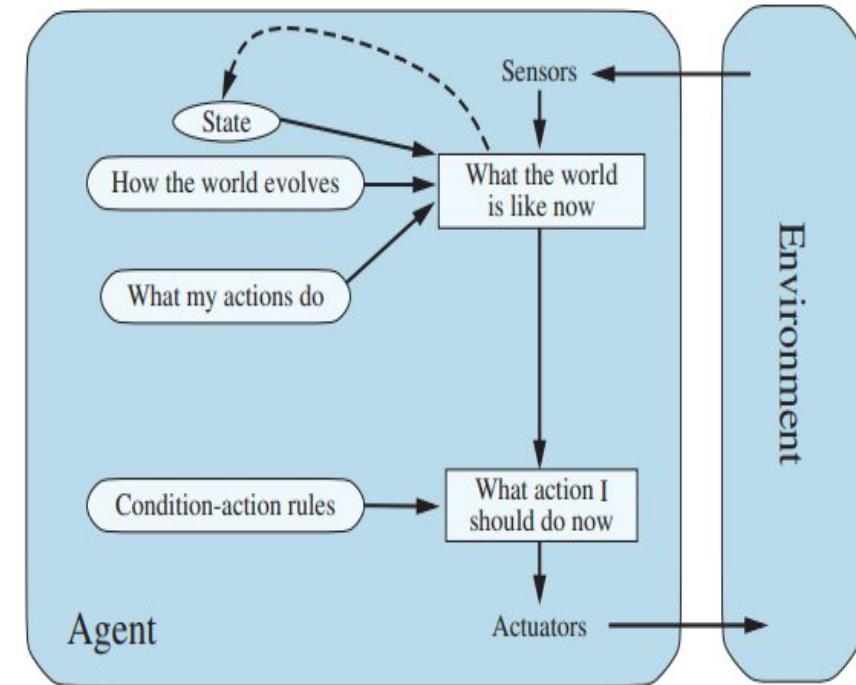 Sensors
State
What the world
is like now
How the world evolves
What my actions do
Environment
Condition-action rules
What action I
should do now
Agent
Actuators